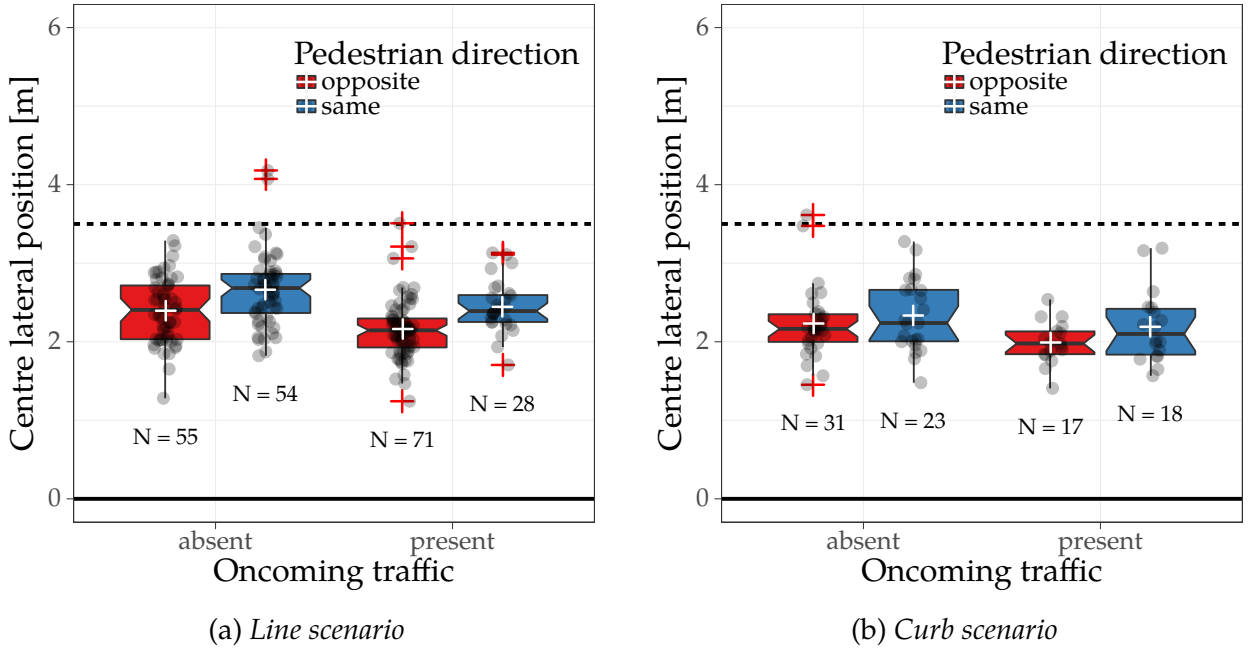 Centre lateral position [m]
6
4
2
0
Pedestrian direction
opposite
same
N = 55
N = 54
N = 71
N = 28
absent
present
Oncoming traffic
(a) Line scenario
Centre lateral position [m]
6
4
2
0
Pedestrian direction
opposite
same
N = 31
N = 23
N = 17
N = 18
absent
present
Oncoming traffic
(b) Curb scenario